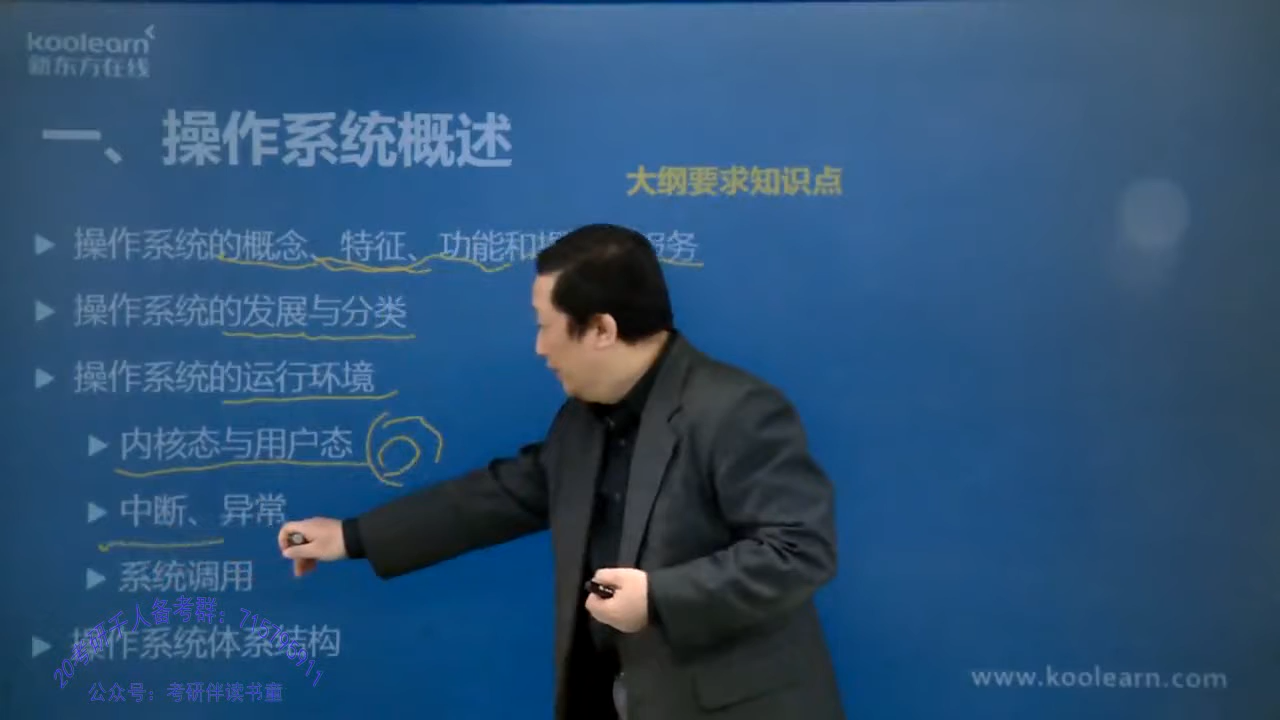 koolearn
新东方在线
一、操作系统概述
大纲要求知识点
操作系统的概念、特征、功能和 服务
操作系统的发展与分类
操作系统的运行环境
内核态与用户态
中断、异常
系统调用
操作系统体系结构
公众号：考研伴读书童
www.koolearn.com